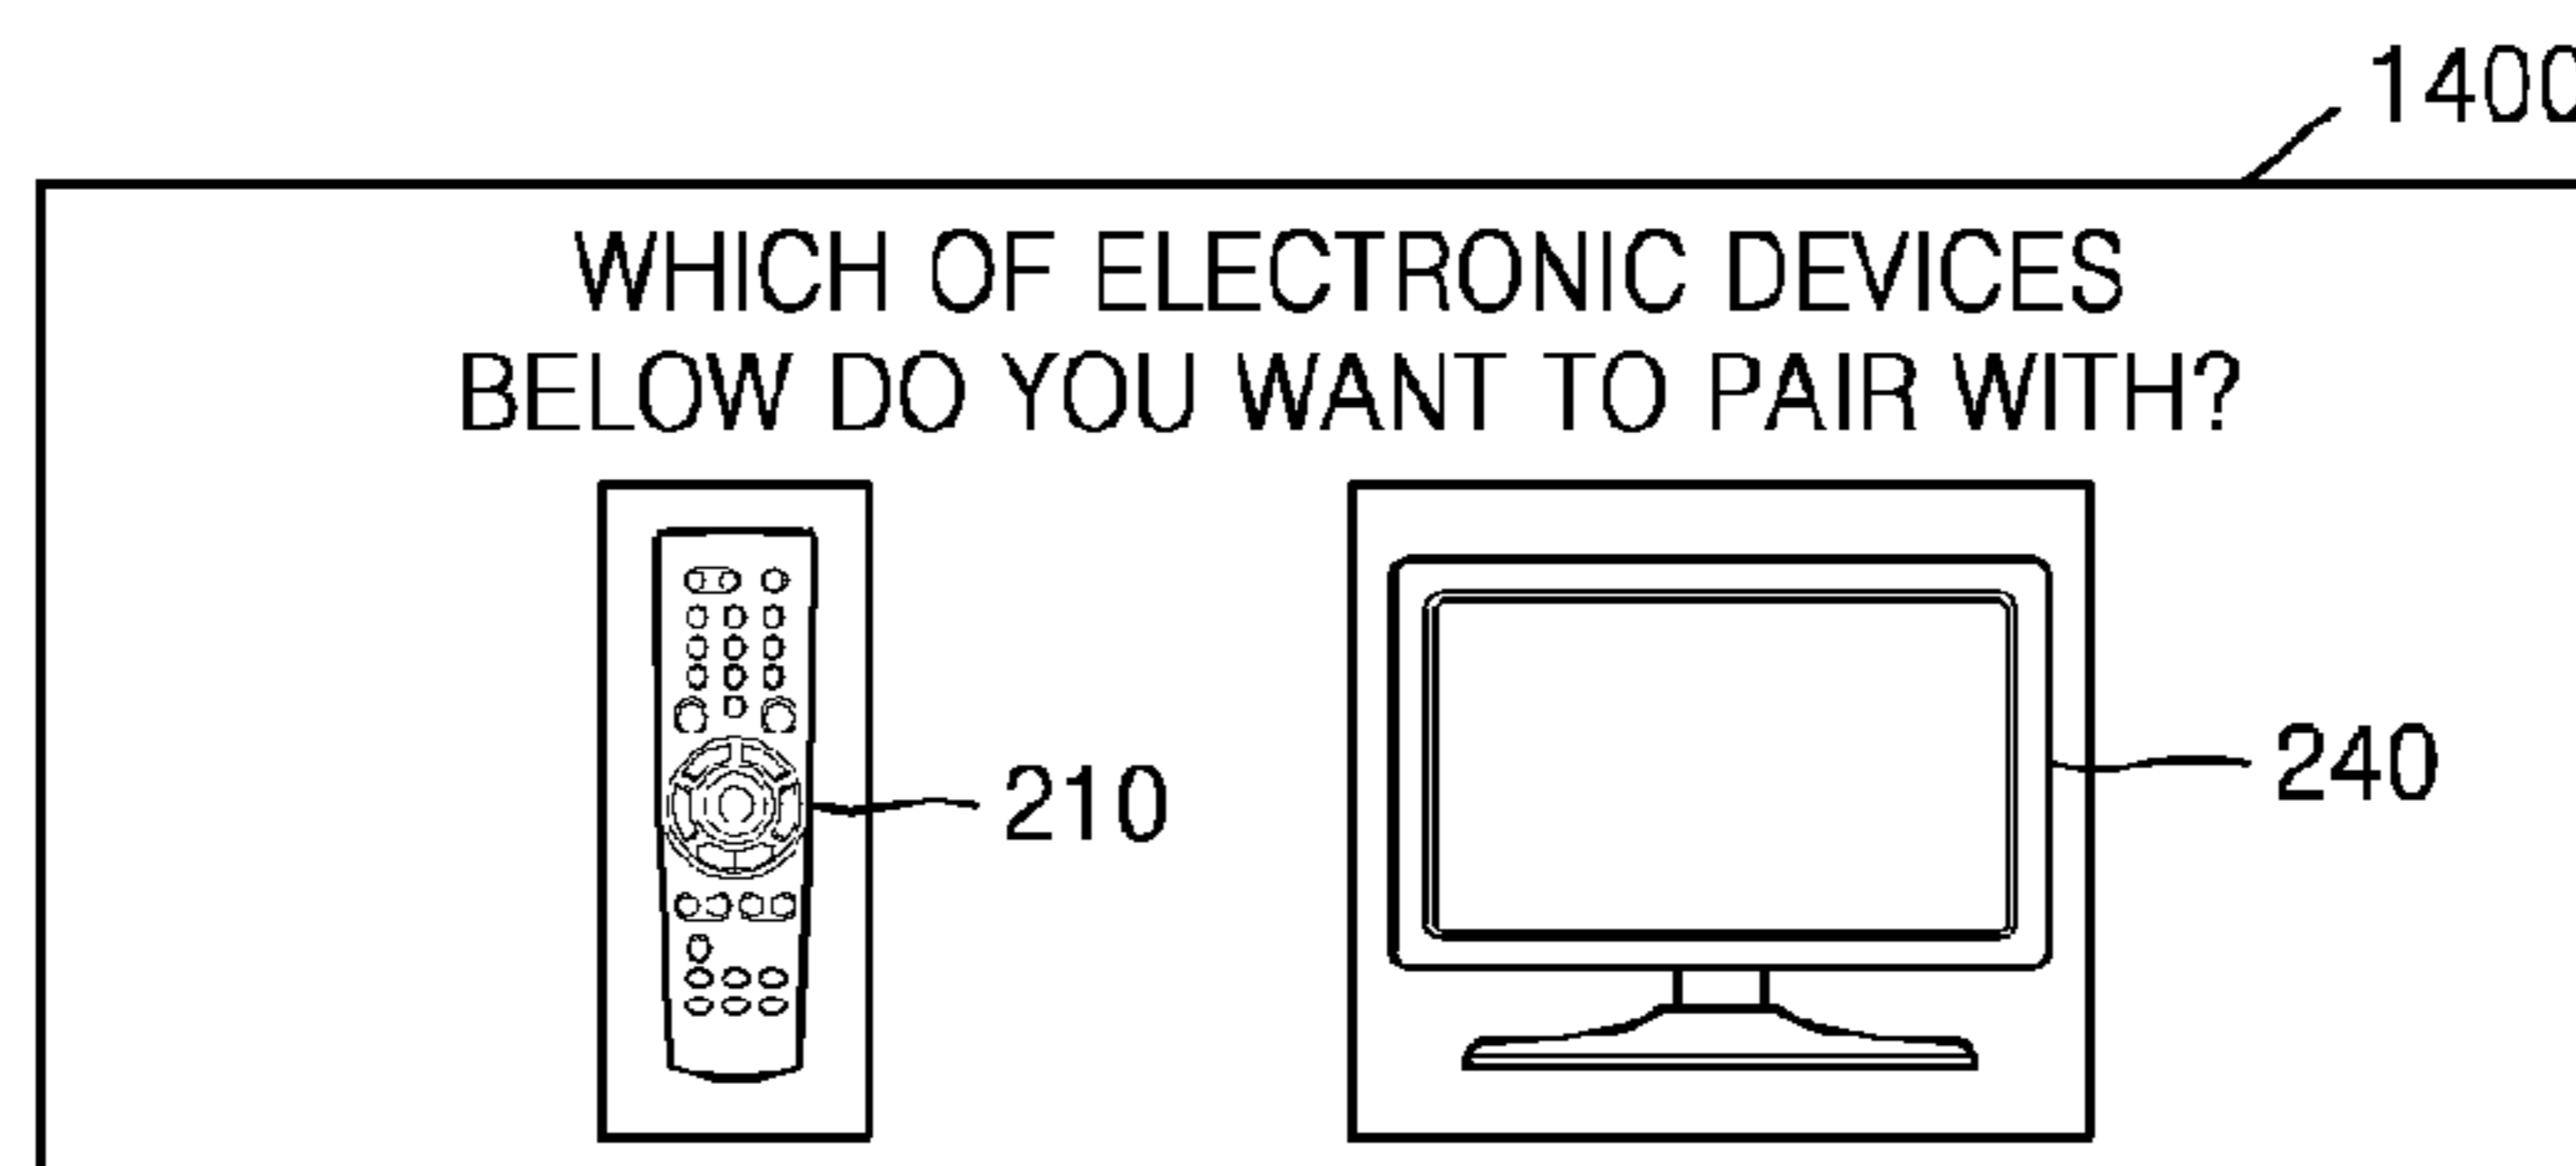 1400
WHICH OF ELECTRONIC DEVICES
BELOW DO YOU WANT TO PAIR WITH?
210
240